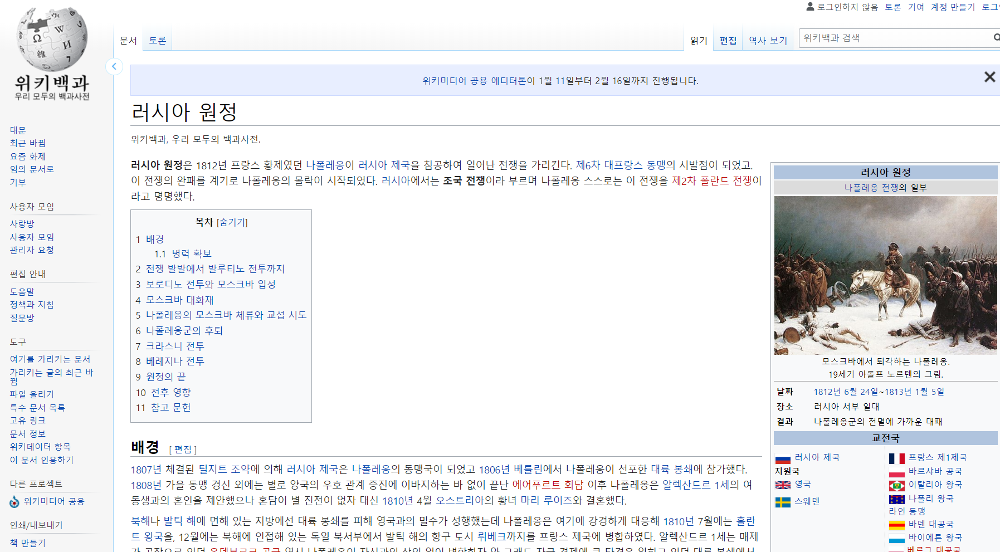 로그인하지 않음 토론 기여 계정 만들기 로그
문서 토론 읽기 편집 역사 보기 위키백과 검색
위키백과
우리 모두의 백과사전
위키미디어 공용 에디터톤이 1월 11일부터 2월 16일까지 진행됩니다.
러시아 원정
위키백과, 우리 모두의 백과사전.
대문
최근 바뀜
요즘 화제
임의 문서로
기부
사용자 모임
사랑방
사용자 모임
관리자 요청
편집 안내
도움말
정책과 지침
질문방
도구
여기를 가리키는 문서
가리키는 글의 최근 바
뀜
파일 올리기
특수 문서 목록
고유 링크
문서 정보
위키데이터 항목
이 문서 인용하기
다른 프로젝트
위키미디어 공용
인쇄/내보내기
책 만들기
러시아 원정은 1812년 프랑스 황제였던 나폴레옹이 러시아 제국을 침공하여 일어난 전쟁을 가리킨다. 제6차 대프랑스 동맹의 시발점이 되었고.
이 전쟁의 완패를 계기로 나폴레옹의 몰락이 시작되었다. 러시아에서는 조국 전쟁이라 부르며 나폴레옹 스스로는 이 전쟁을 제2차 폴란드 전쟁이
라고 명명했다.
목차 [숨기기]
1 배경
1.1 병력 확보
2 전쟁 발발에서 발루티노 전투까지
3 보로디노 전투와 모스크바 입성
4 모스크바 대화재
5 나폴레옹의 모스크바 체류와 교섭 시도
6 나폴레옹군의 후퇴
7 크라스니 전투
8 베레지나 전투
9 원정의 끝
10 전후 영향
11 참고 문헌
배경 [ 편집 ]
1807년 체결된 틸지트 조약에 의해 러시아 제국은 나폴레옹의 동맹국이 되었고 1806년 베를린에서 나폴레옹이 선포한 대륙 봉쇄에 참가했다.
1808년 가을 동맹 경신 외에는 별로 양국의 우호 관계 증진에 이바지하는 바 없이 끝난 에어푸르트 회담 이후 나폴레옹은 알렉산드르 1세의 여
동생과의 혼인을 제안했으나 혼담이 별 진전이 없자 대신 1810년 4월 오스트리아의 황녀 마리 루이즈와 결혼했다.
북해나 발틱 해에 면해 있는 지방에선 대륙 봉쇄를 피해 영국과의 밀수가 성행했는데 나폴레옹은 여기에 강경하게 대응해 1810년 7월에는 홀란
트 왕국을, 12월에는 북해에 인접해 있는 독일 북서부에서 발틱 해의 항구 도시 뤼베크까지를 프랑스 제국에 병합하였다. 알렉산드르 1세는 매제
러시아 원정
나폴레옹 전쟁의 일부
모스크바에서 퇴각하는 나폴레옹.
19세기 아돌프 노르텐의 그림.
날짜 1812년 6월 24일~1813년 1월 5일
장소 러시아 서부 일대
결과 나폴레옹군의 전멸에 가까운 대패
교전국
러시아 제국
지원국
영국
스웨덴
프랑스 제1제국
바르샤바 공국
이탈리아 왕국
나폴리 왕국
라인 동맹
바덴 대공국
바이에른 왕국
베르그 대공국